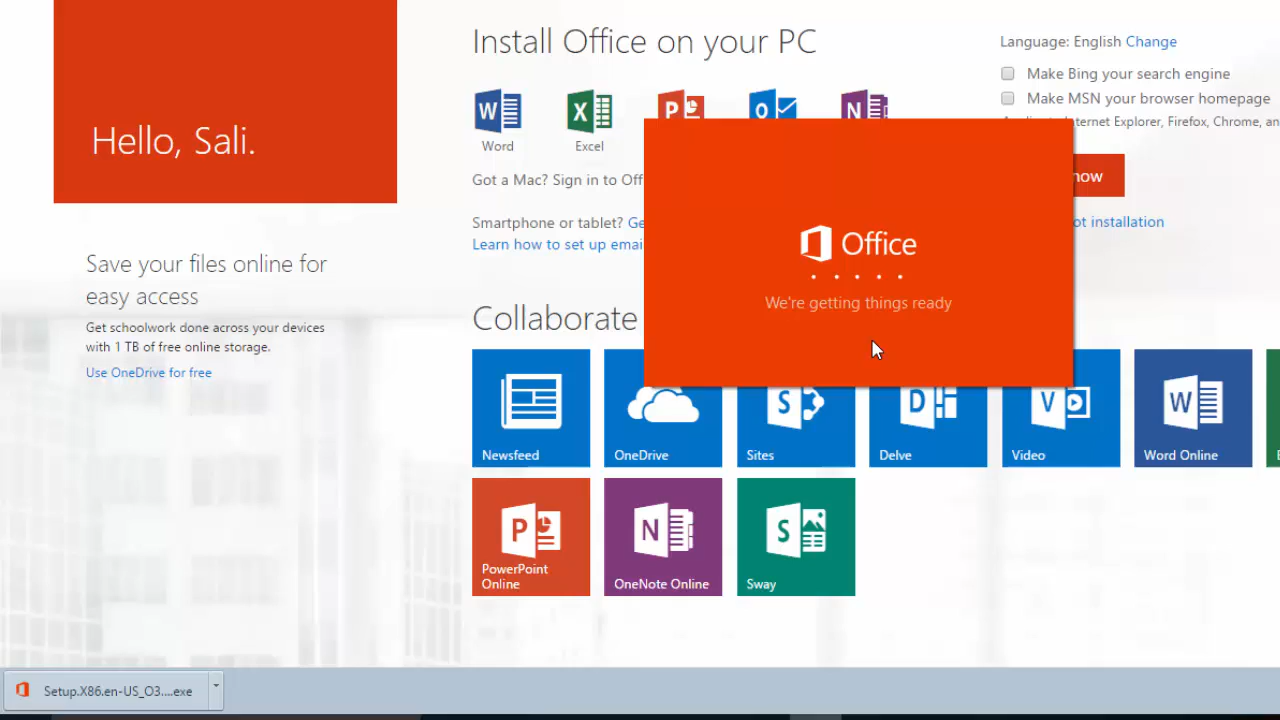 Hello, Sali.
Save your files online for
easy access
Get schoolwork done across your devices
with 1 TB of free online storage.
Use OneDrive for free
Install Office on your PC
Word
Excel
Got a Mac? Sign in to Off
Smartphone or tablet? Ge
Learn how to set up emai
Language: English Change
Make Bing your search engine
Make MSN your browser homepage
ternet Explorer, Firefox, Chrome, an
now
ot installation
Office
We're getting things ready
Collaborate
Newsfeed
OneDrive
Sites
Delve
Video
Word Online
PowerPoint
Online
OneNote Online
Sway
Setup.X86.en-US_O3....exe